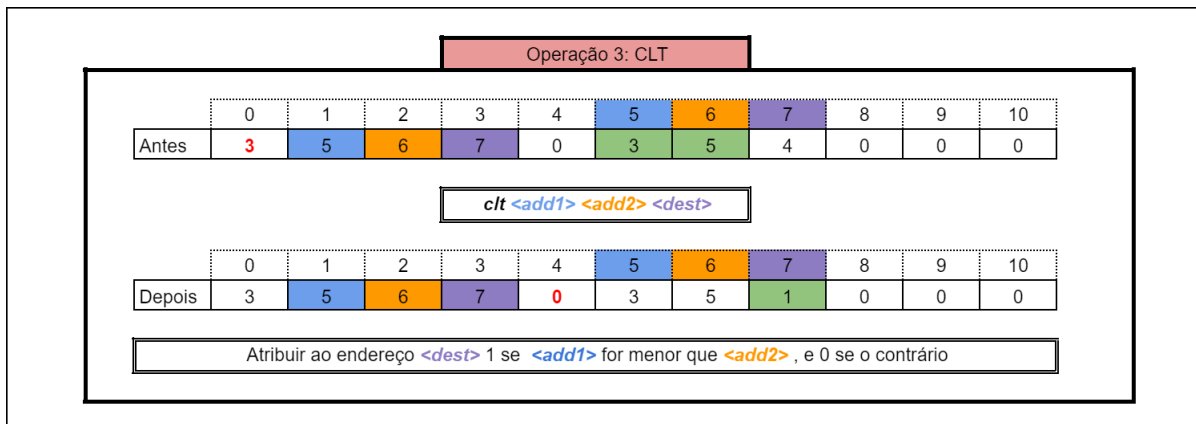 Operação 3: CLT
0 1 2 3 4 5 6 7 8 9 10
Antes 3 5 6 7 0 3 5 4 0 0 0
clt <add1> <add2> <dest>
0 1 2 3 4 5 6 7 8 9 10
Depois 3 5 6 7 0 3 5 1 0 0 0
Atribuir ao endereço <dest> 1 se <add1> for menor que <add2> , e 0 se o contrário